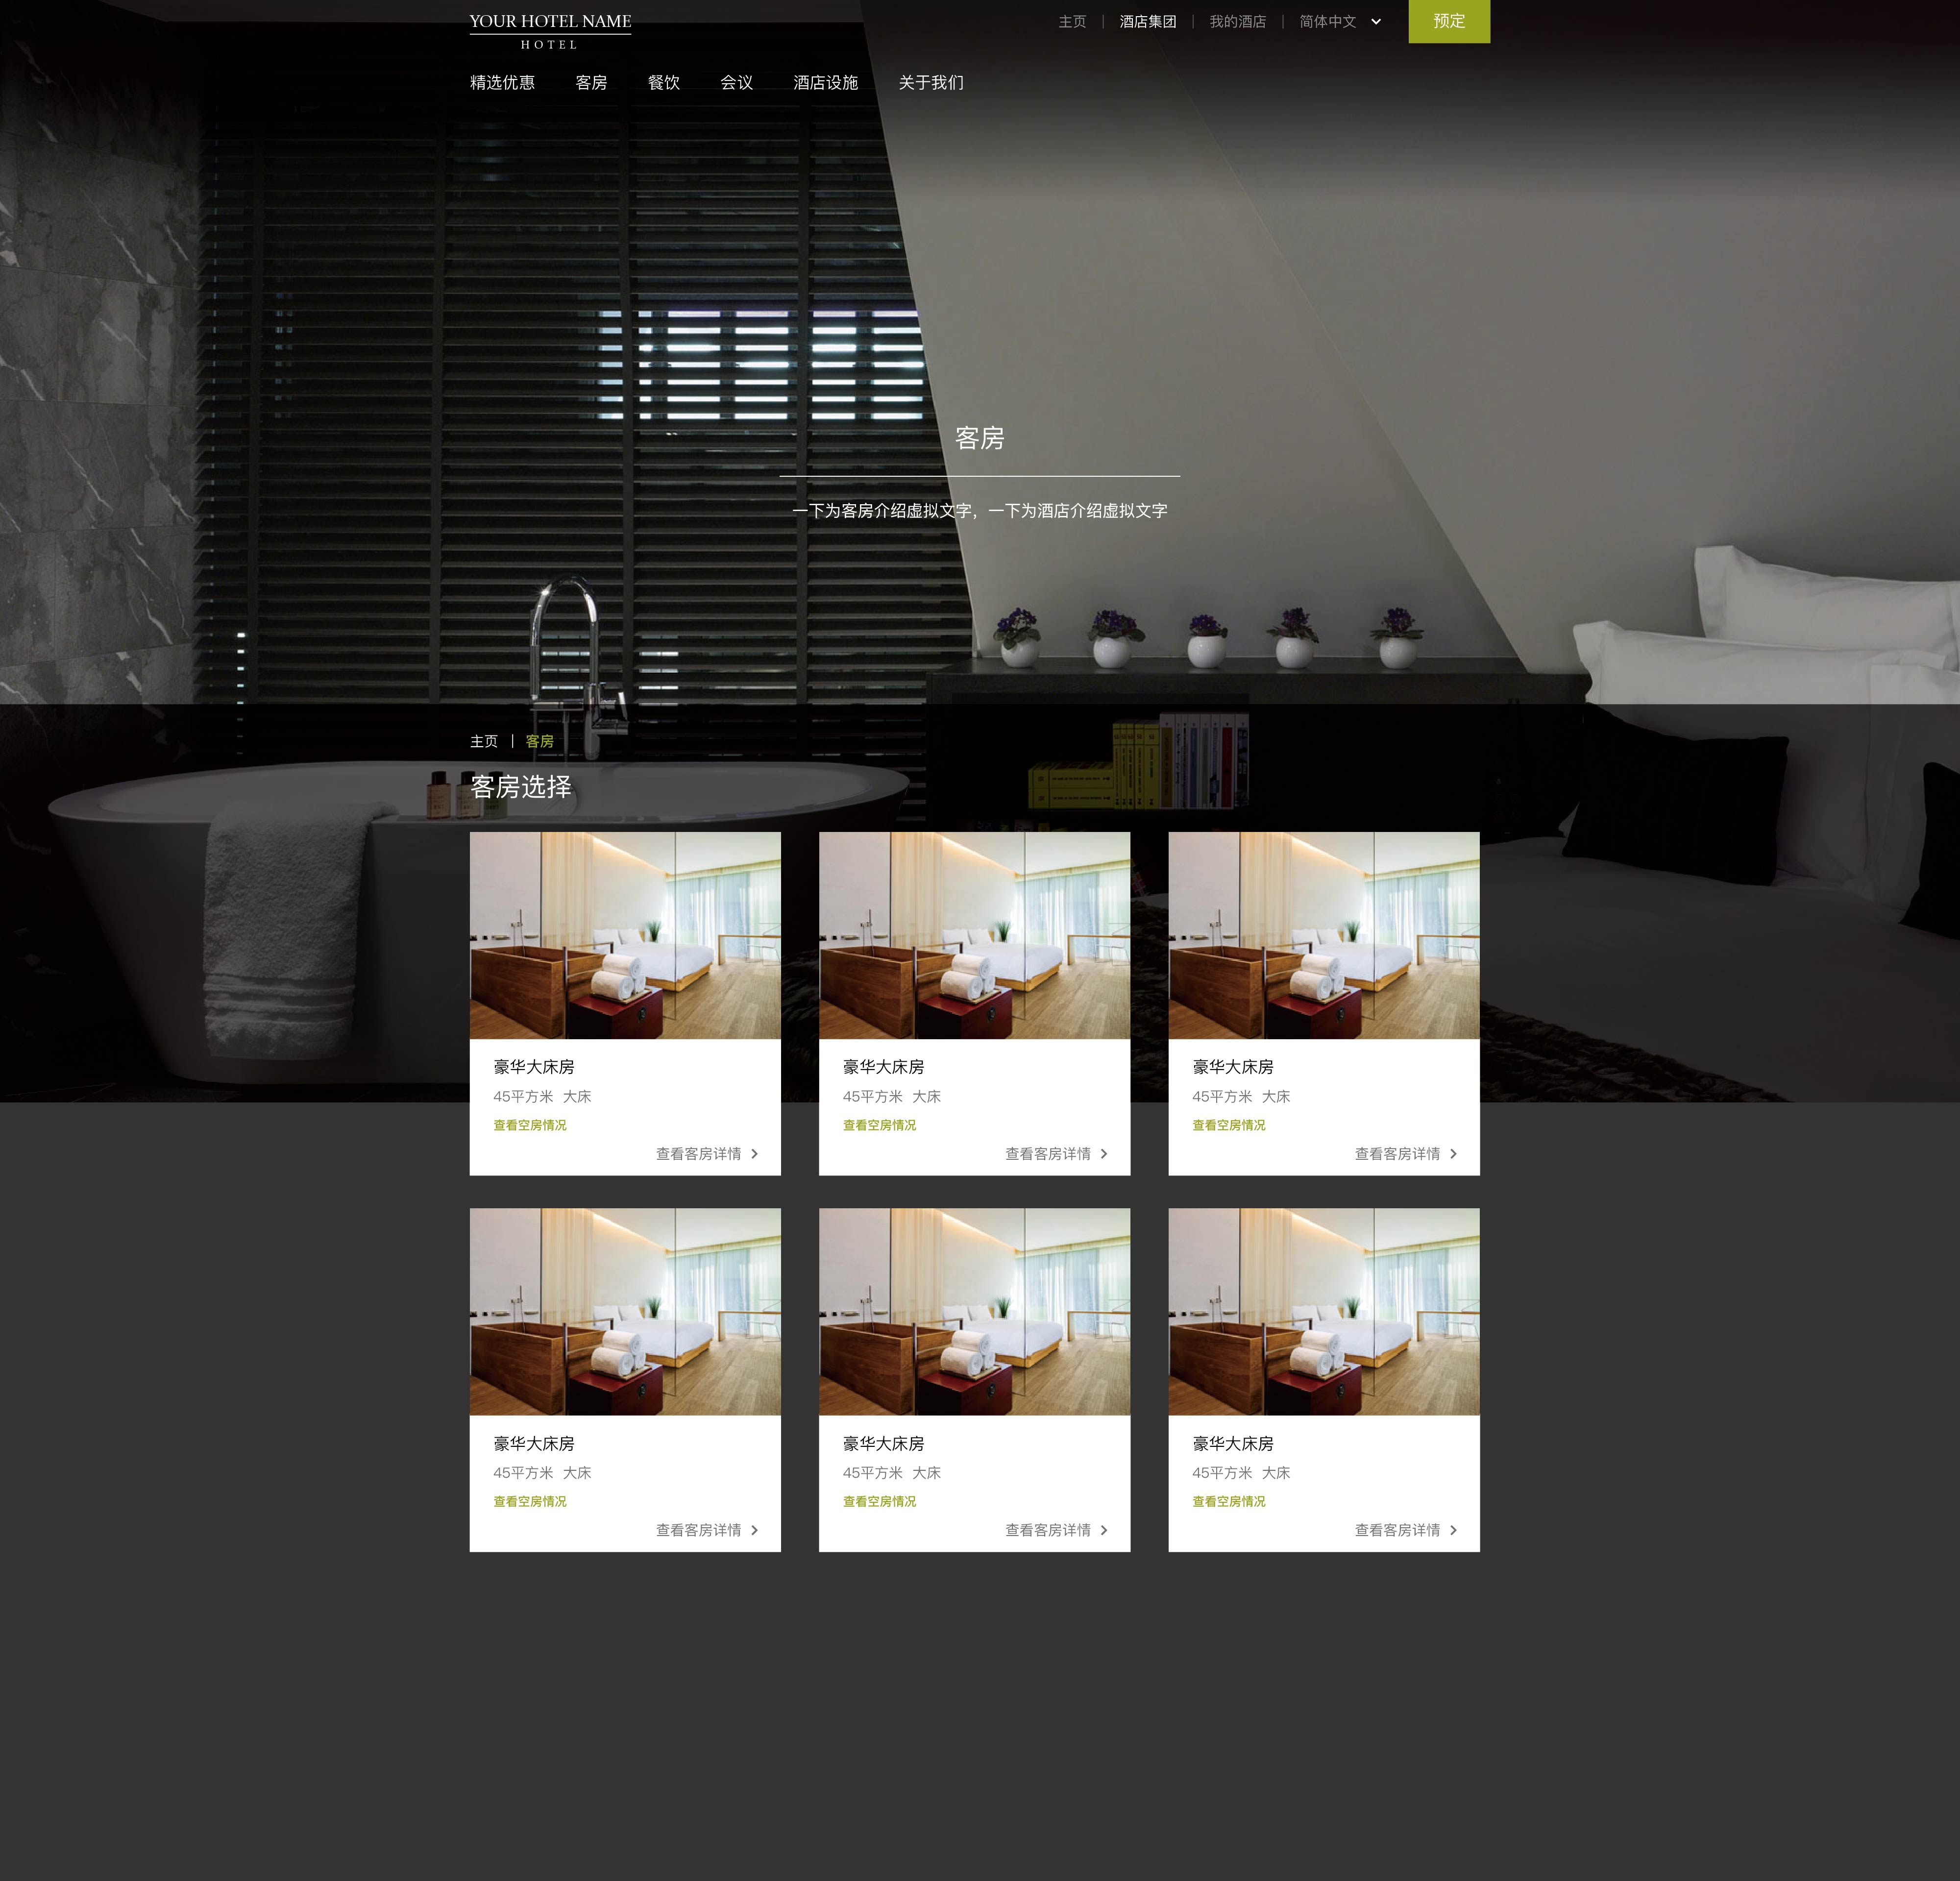 YOUR HOTEL NAME
HOTEL
主页 | 酒店集团 | 我的酒店 | 简体中文
预定
精选优惠 客房 餐饮 会议 酒店设施 关于我们
客房
一下为客房介绍虚拟文字，一下为酒店介绍虚拟文字
主页 | 客房
客房选择
豪华大床房
45平方米 大床
查看空房情况
查看客房详情
豪华大床房
45平方米 大床
查看空房情况
查看客房详情
豪华大床房
45平方米 大床
查看空房情况
查看客房详情
豪华大床房
45平方米 大床
查看空房情况
查看客房详情
豪华大床房
45平方米 大床
查看空房情况
查看客房详情
豪华大床房
45平方米 大床
查看空房情况
查看客房详情